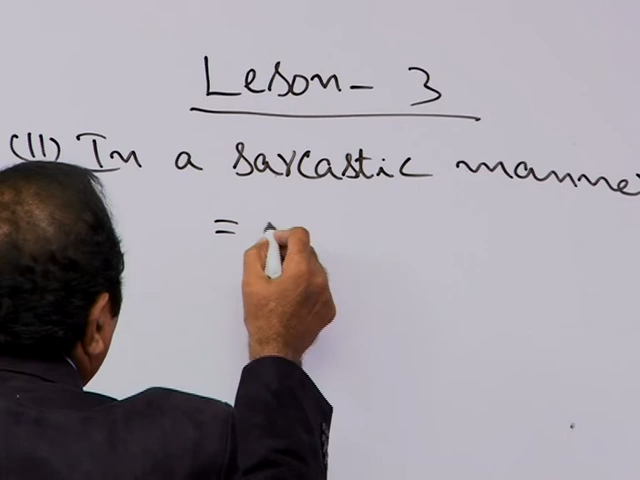 Leson - 3
(11) In a sarcastic manner
=